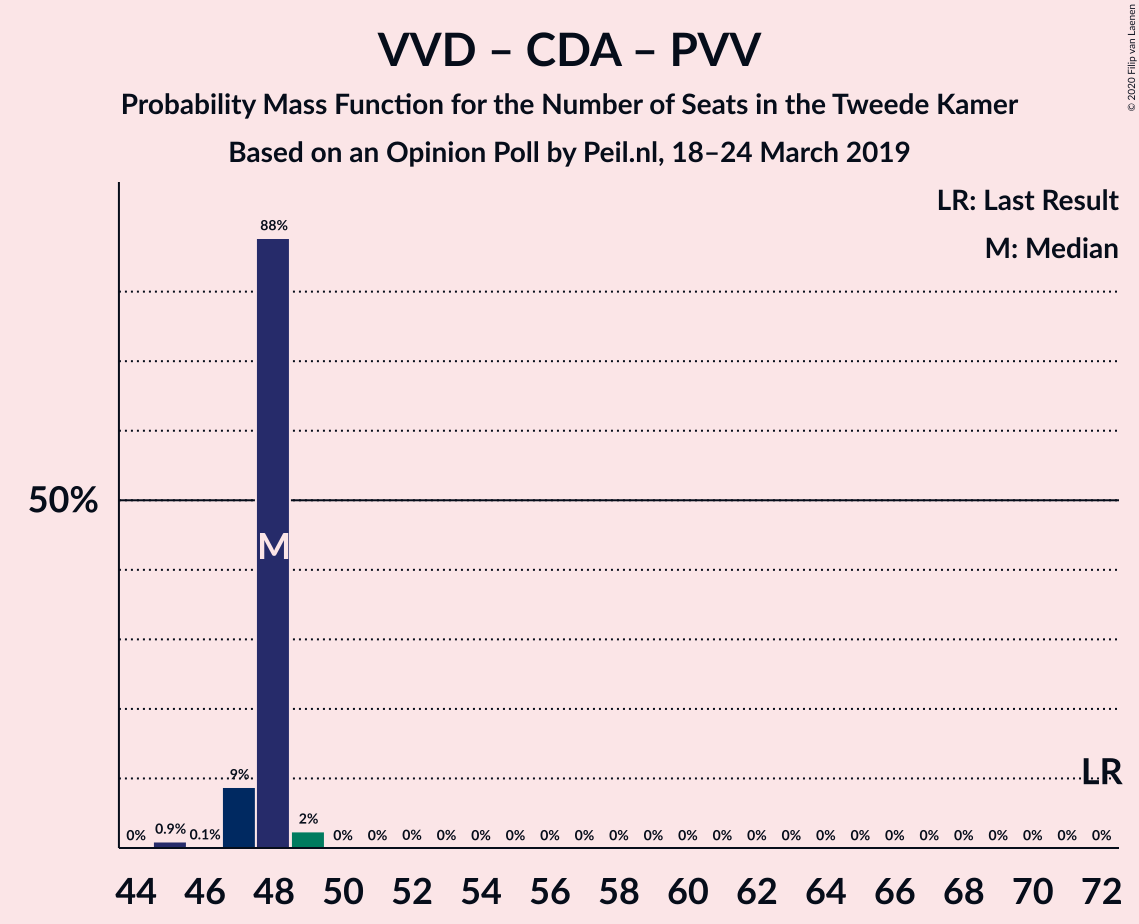 VVD – CDA – PVV
Probability Mass Function for the Number of Seats in the Tweede Kamer
Based on an Opinion Poll by Peil.nl, 18–24 March 2019
© 2020 Filip van Laenen
LR: Last Result
M: Median
88%
50%
M
LR
9%
2%
0% 0.9% 0.1% 0% 0% 0% 0% 0% 0% 0% 0% 0% 0% 0% 0% 0% 0% 0% 0% 0% 0% 0% 0% 0% 0% 0%
44 46 48 50 52 54 56 58 60 62 64 66 68 70 72